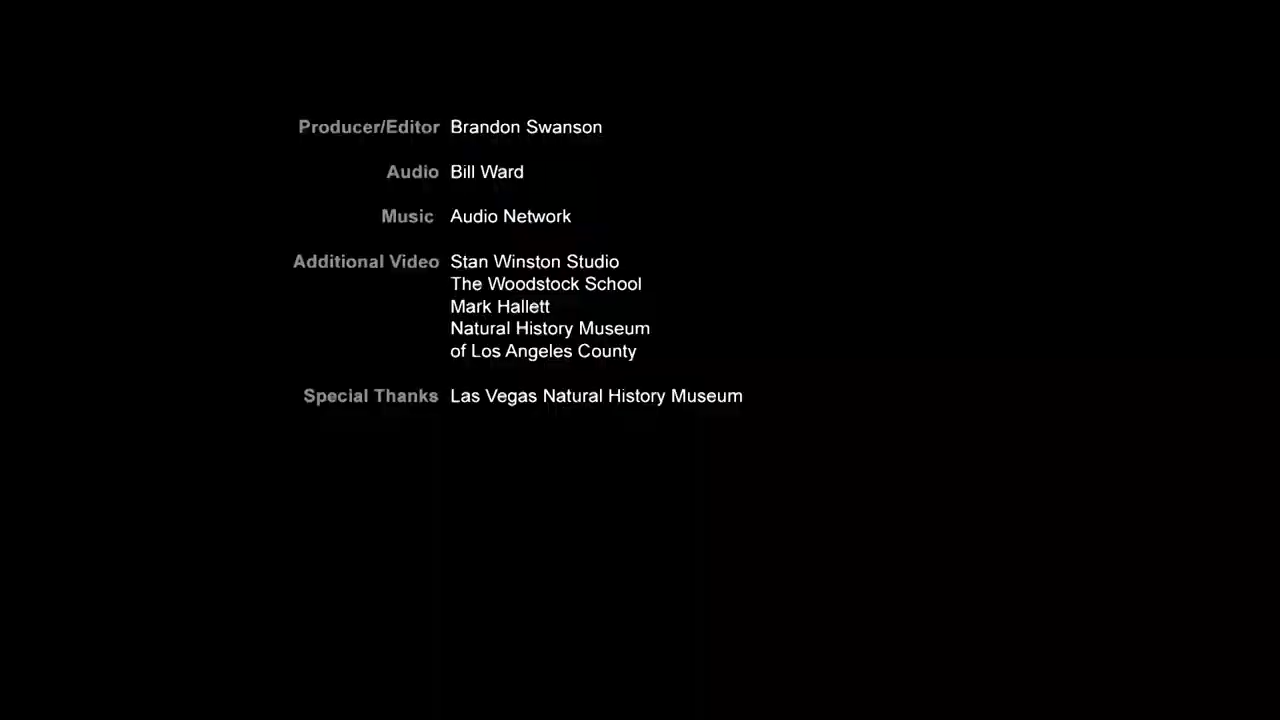 Producer/Editor Brandon Swanson
Audio Bill Ward
Music Audio Network
Additional Video Stan Winston Studio
The Woodstock School
Mark Hallett
Natural History Museum
of Los Angeles County
Special Thanks Las Vegas Natural History Museum